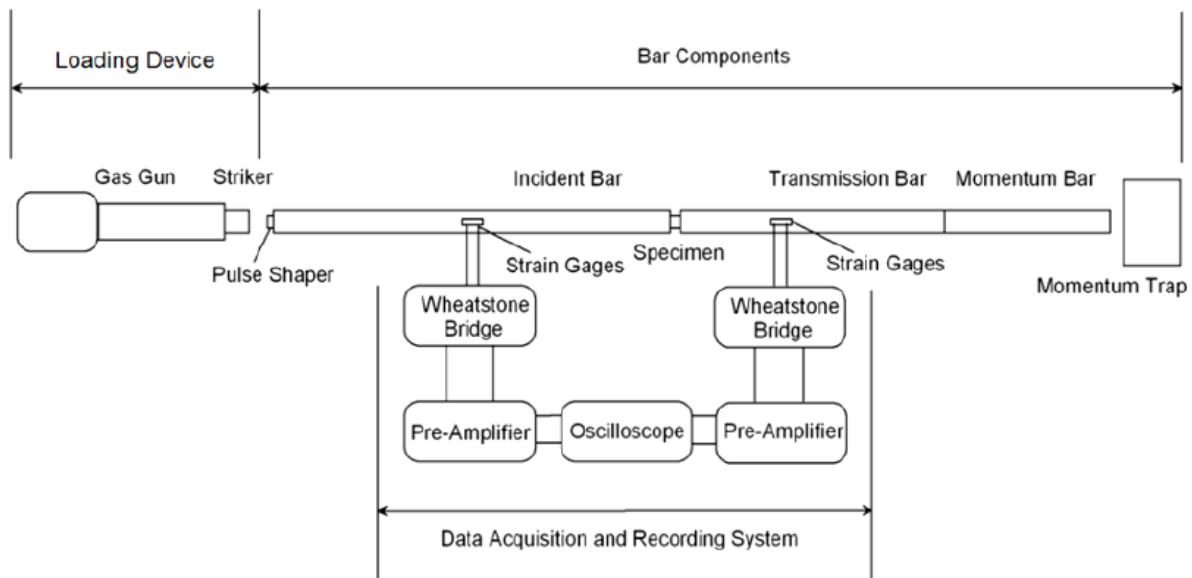 Loading Device
Bar Components
Gas Gun
Striker
Incident Bar
Transmission Bar
Momentum Bar
Pulse Shaper
Strain Gages
Specimen
Strain Gages
Momentum Trap
Wheatstone
Bridge
Wheatstone
Bridge
Pre-Amplifier
Oscilloscope
Pre-Amplifier
Data Acquisition and Recording System